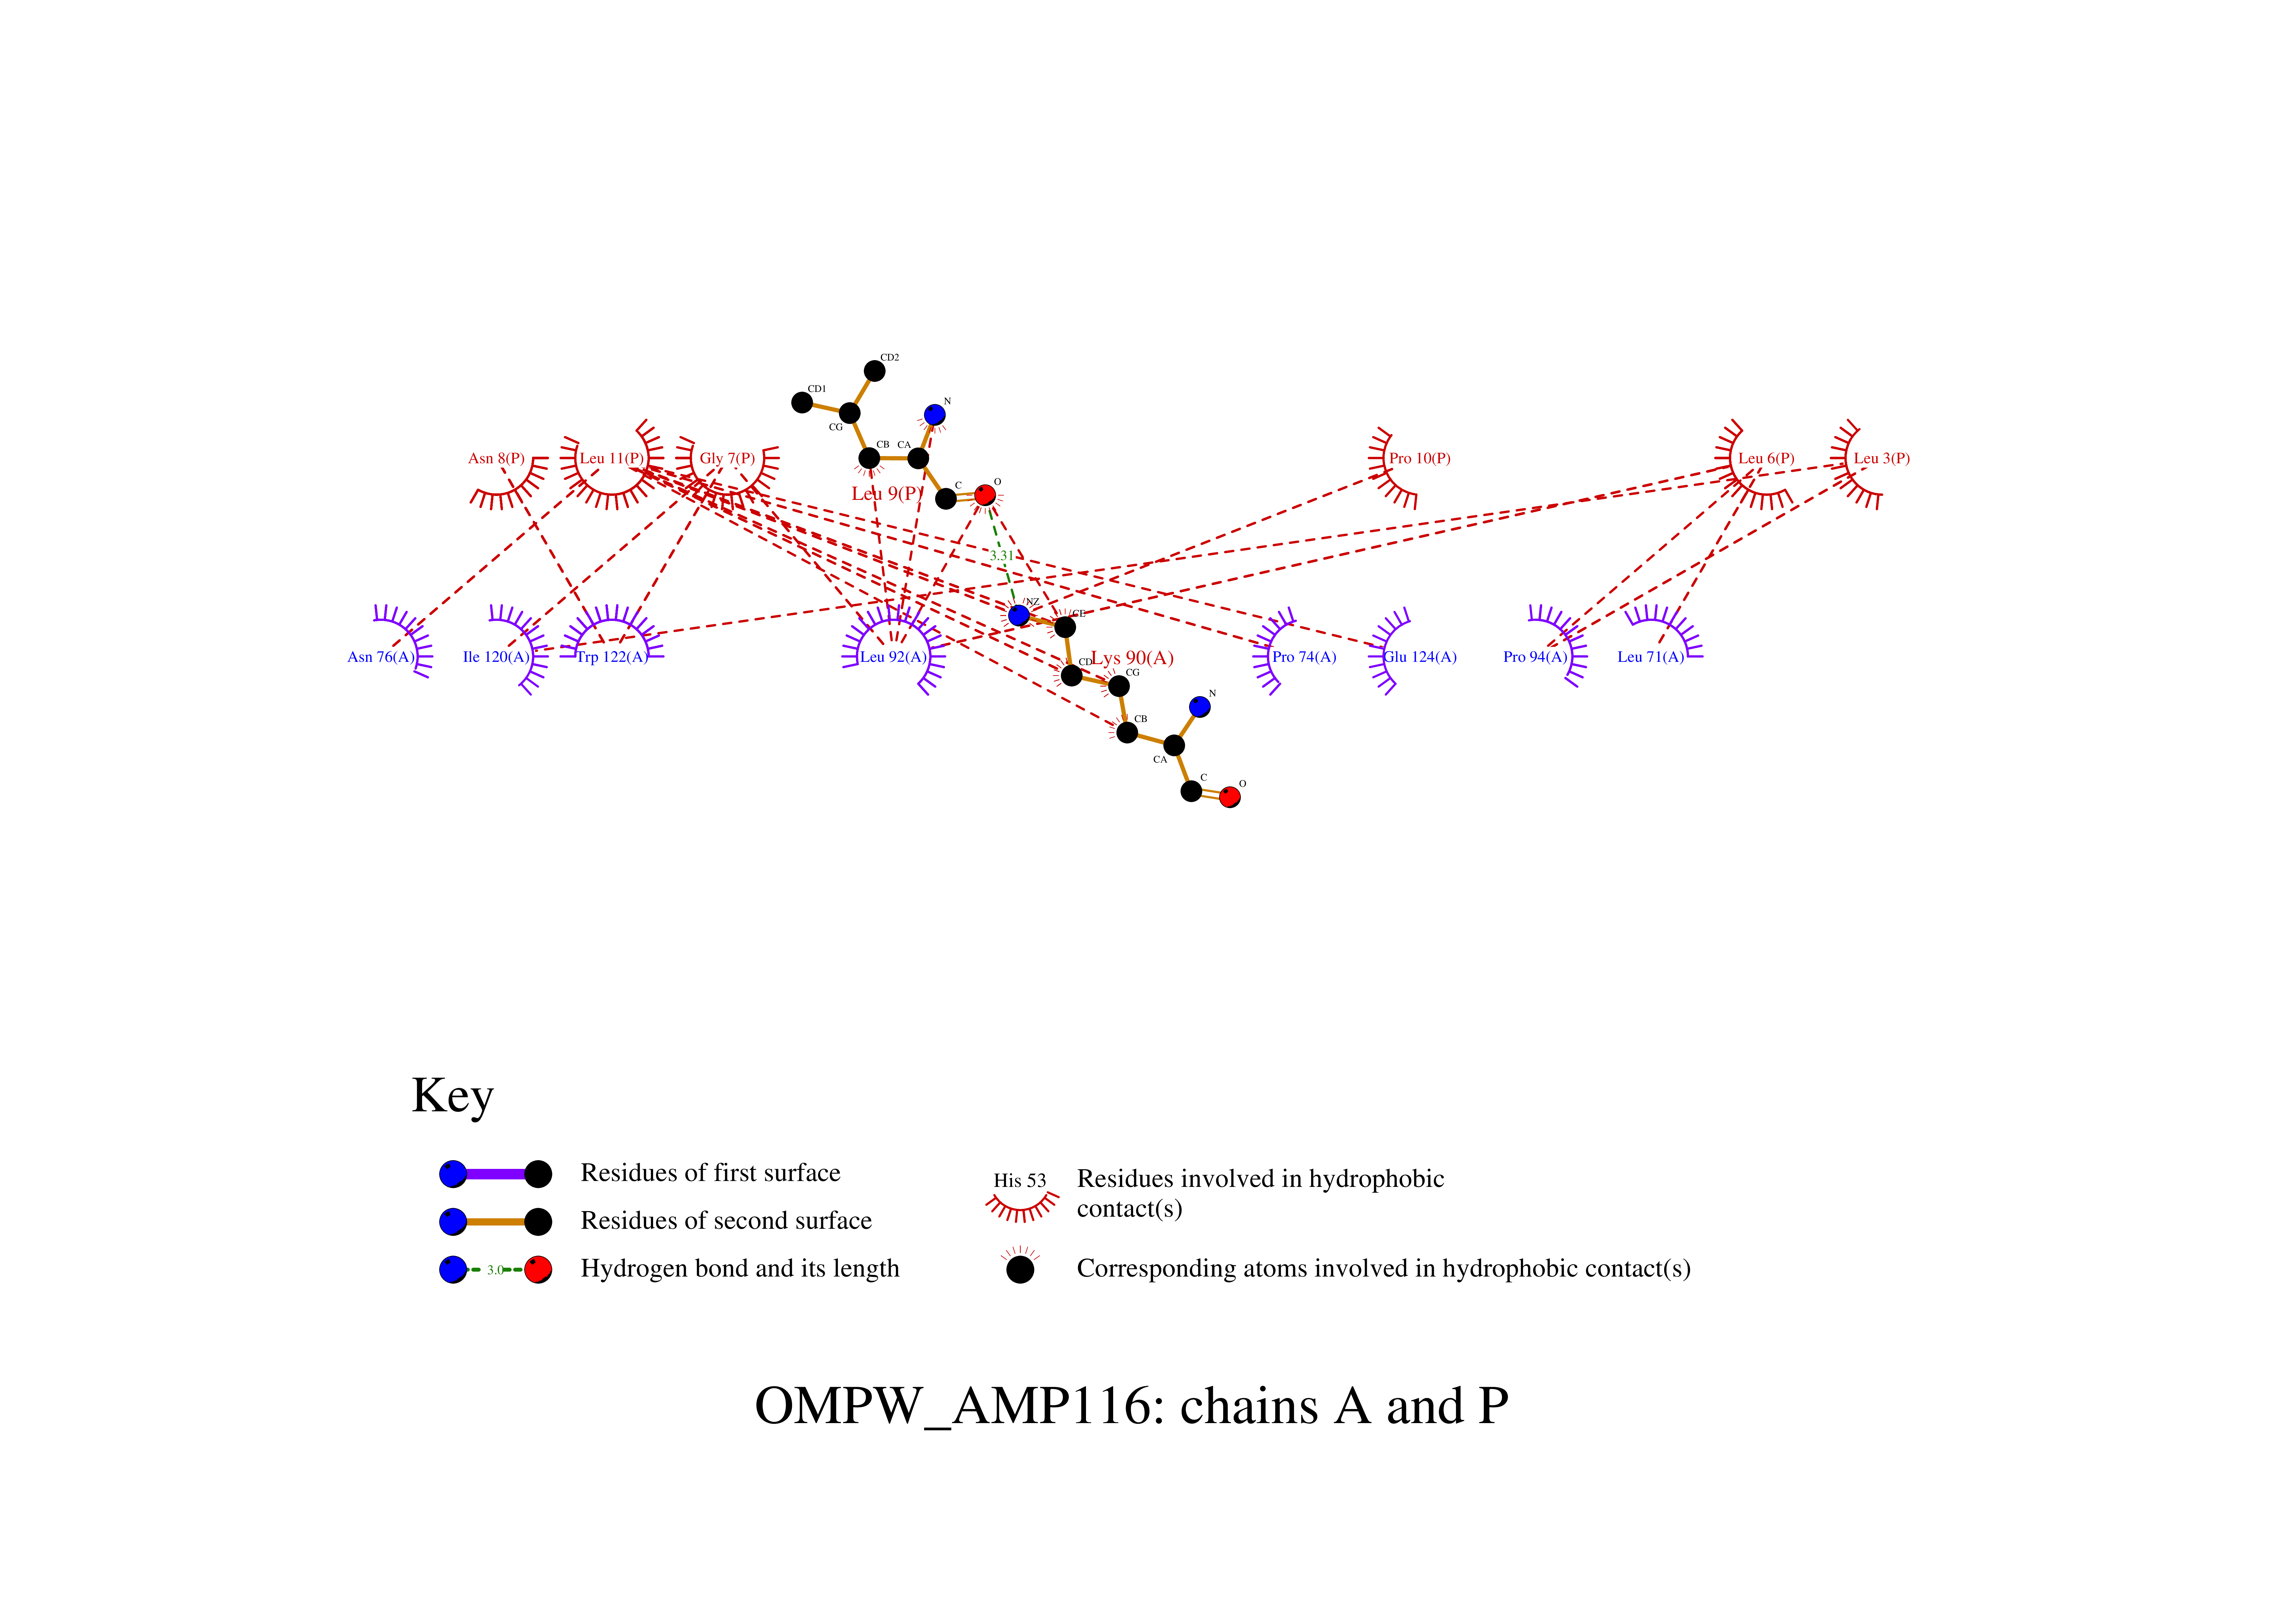 CD2
CD1
N
CG
CB CA
Asn 8(P) Leu 11(P) Gly 7(P) Pro 10(P) Leu 6(P) Leu 3(P)
C O
Leu 9(P)
3.31
NZ
CE
Asn 76(A) Ile 120(A) Trp 122(A) Leu 92(A) Lys 90(A) Pro 74(A) Glu 124(A) Pro 94(A) Leu 71(A)
CD
CG
N
CB
CA
C
O
Key
Residues of first surface
Residues of second surface
3.0 Hydrogen bond and its length
His 53 Residues involved in hydrophobic
contact(s)
Corresponding atoms involved in hydrophobic contact(s)
OMPW_AMP116: chains A and P